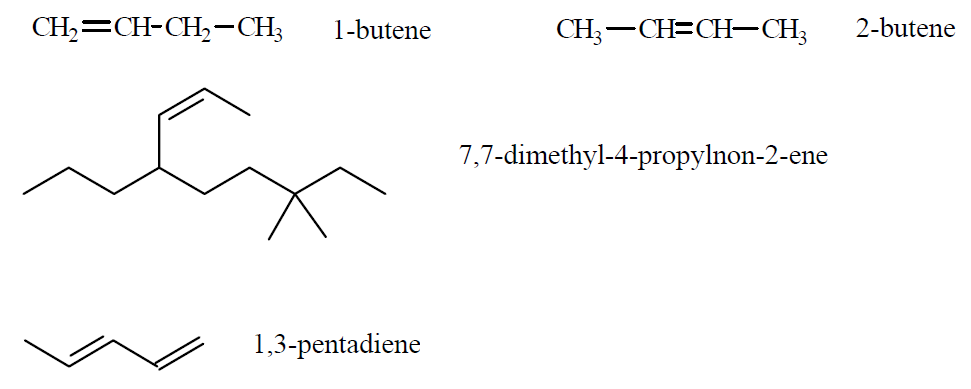 CH₂=CH-CH₂-CH₃ 1-butene CH₃-CH=CH-CH₃ 2-butene
7,7-dimethyl-4-propylnon-2-ene
1,3-pentadiene